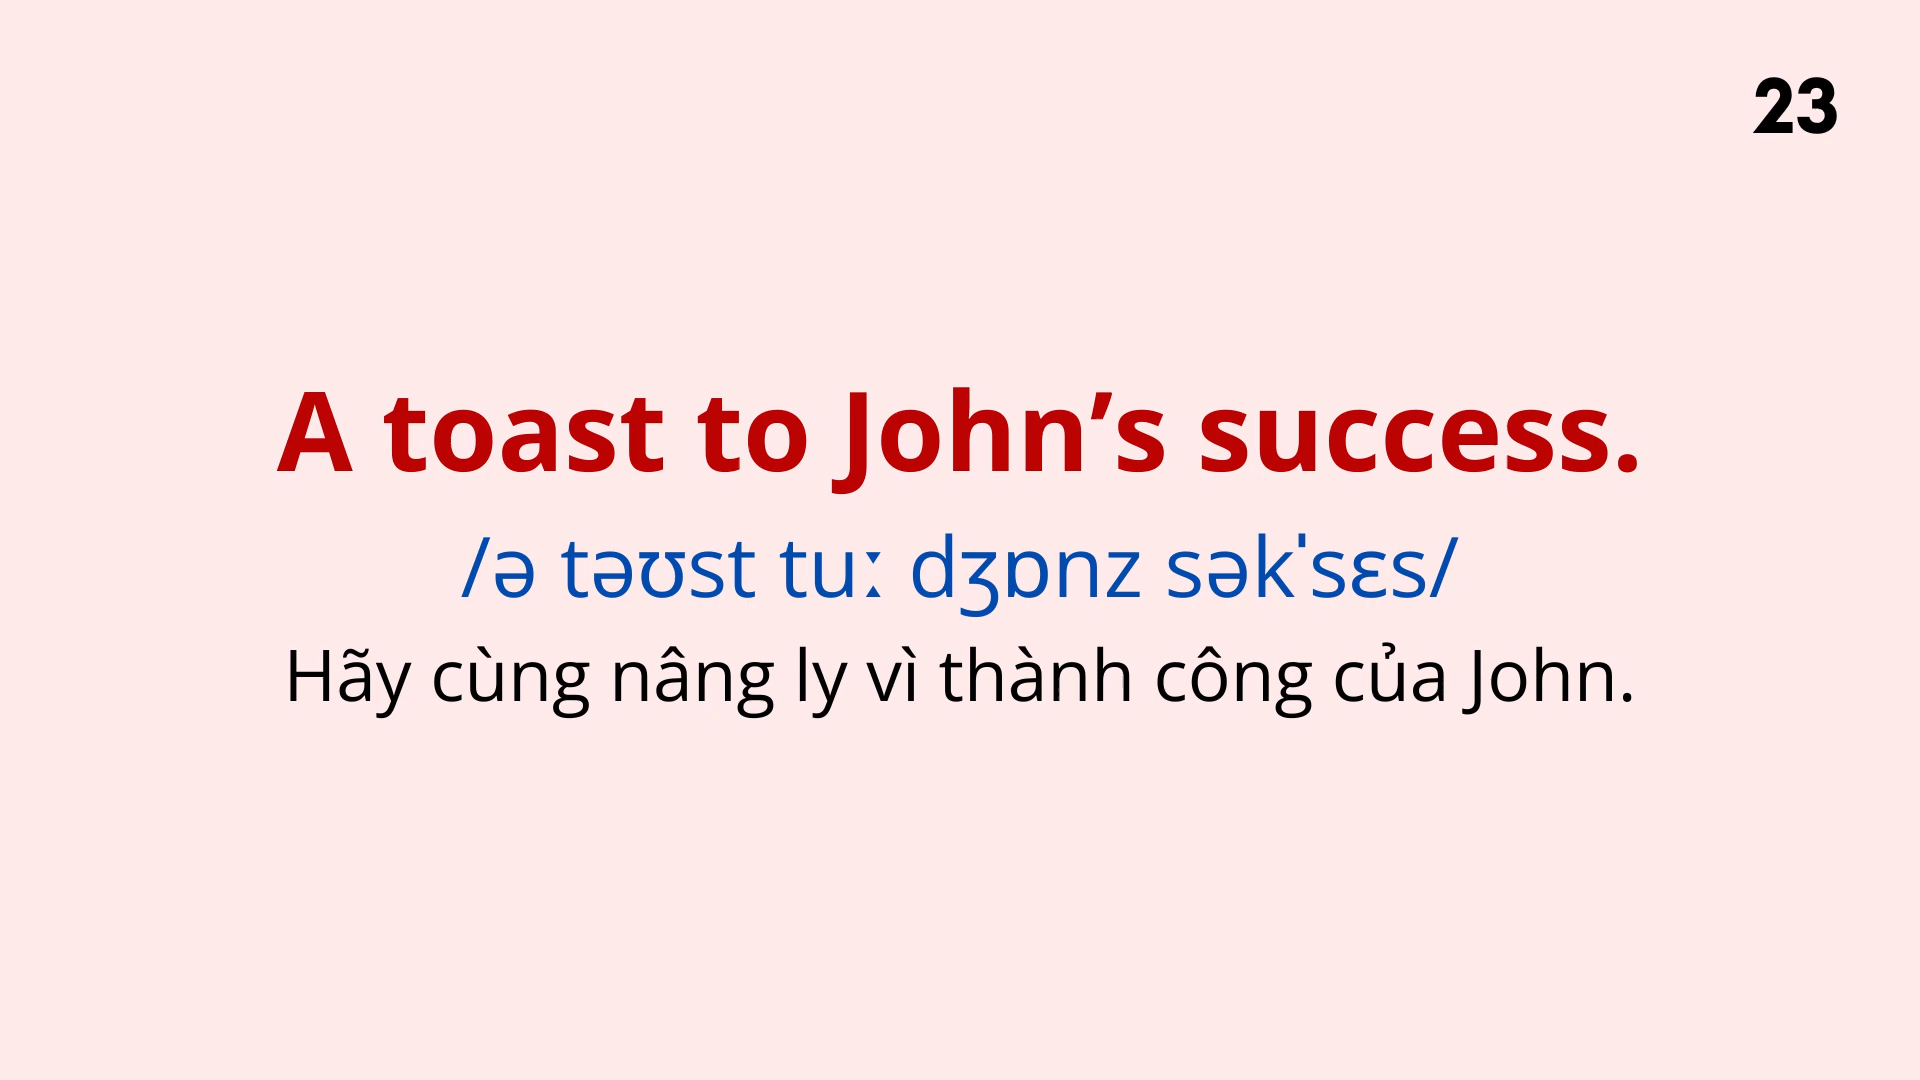 23
A toast to John’s success.
/ə təʊst tuː dʒɒnz səkˈsɛs/
Hãy cùng nâng ly vì thành công của John.